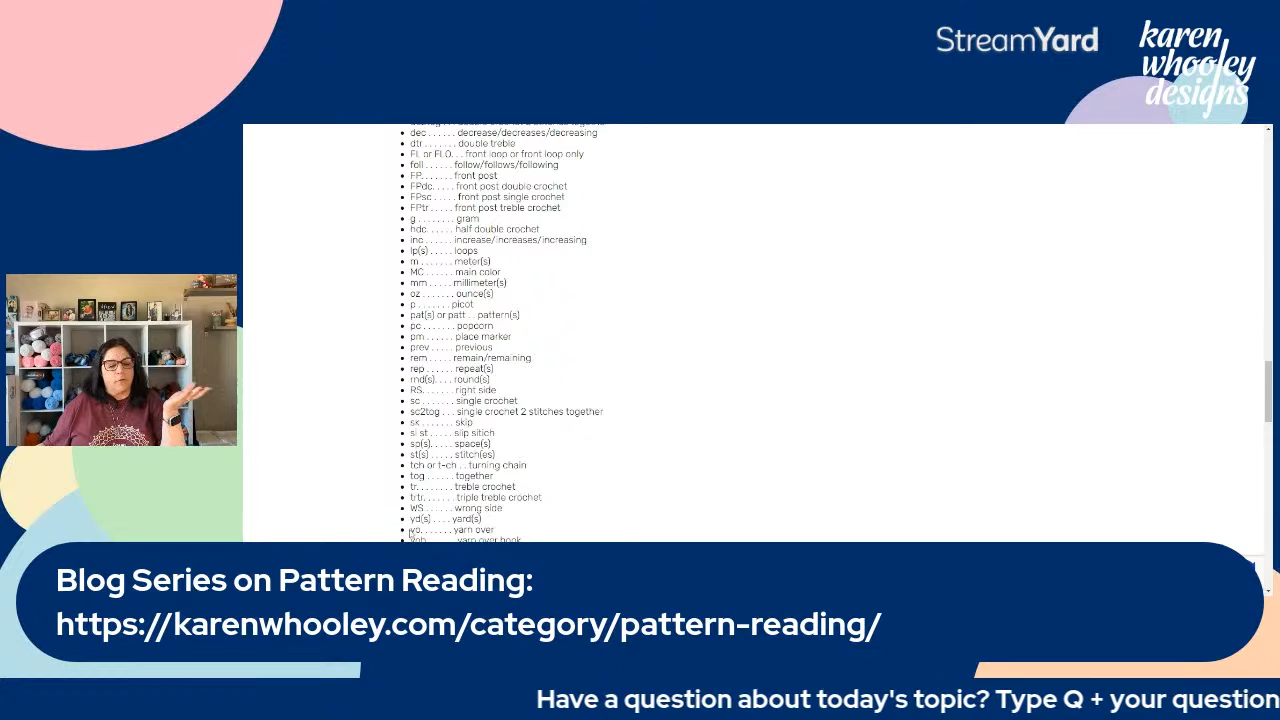 StreamYard
karen
whooley
designs
dec . . . . . . decrease/decreases/decreasing
dtr . . . . . . . double treble
FL or FLO. . . front loop or front loop only
foll . . . . . . follow/follows/following
FP. . . . . . . front post
FPdc. . . . . front post double crochet
FPsc . . . . . front post single crochet
FPtr . . . . . front post treble crochet
g . . . . . . . . gram
hdc. . . . . . half double crochet
inc . . . . . . increase/increases/increasing
lp(s) . . . . . loops
m . . . . . . . meter(s)
MC . . . . . . main color
mm . . . . . millimeter(s)
oz . . . . . . . ounce(s)
p . . . . . . . picot
pat(s) or patt . . pattern(s)
pc . . . . . . . popcorn
pm . . . . . . place marker
prev . . . . . previous
rem . . . . . remain/remaining
rep . . . . . . repeat(s)
rnd(s). . . . round(s)
RS. . . . . . . right side
sc . . . . . . . single crochet
sc2tog . . . single crochet 2 stitches together
sk . . . . . . . skip
sl st . . . . . slip sitich
sp(s). . . . . space(s)
st(s) . . . . . stitch(es)
tch or t-ch . . turning chain
tog . . . . . . together
tr. . . . . . . . treble crochet
trtr. . . . . . . triple treble crochet
WS . . . . . . wrong side
yd(s) . . . . yard(s)
yo. . . . . . . yarn over
yoh . . . . . . yarn over hook
Blog Series on Pattern Reading:
https://karenwhooley.com/category/pattern-reading/
Have a question about today's topic? Type Q + your question